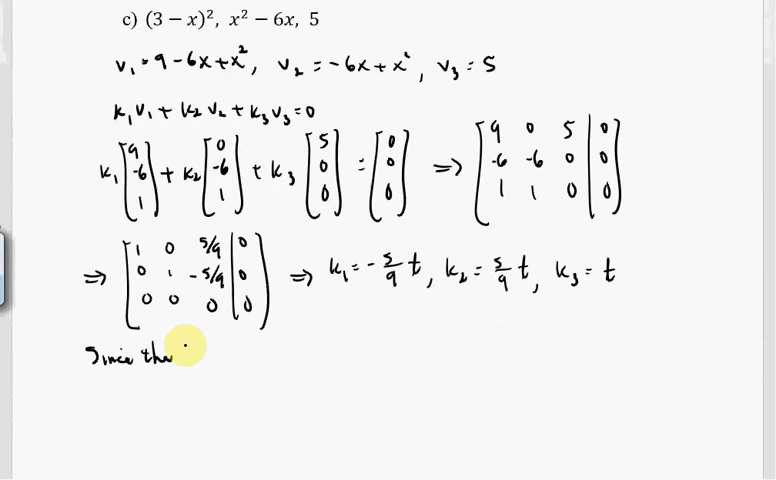 c) (3 − x)², x² − 6x, 5
v₁ = 9 - 6x + x², v₂ = -6x + x², v₃ = 5
k₁v₁ + k₂v₂ + k₃v₃ = 0
k₁ [9 -6 1] + k₂ [0 -6 1] + k₃ [5 0 0] = [0 0 0] ⇒ [9 0 5 | 0
-6 -6 0 | 0
1 1 0 | 0]
⇒ [1 0 5/9 | 0
0 1 -5/9 | 0
0 0 0 | 0] ⇒ k₁ = -5/9 t, k₂ = 5/9 t, k₃ = t
Since the